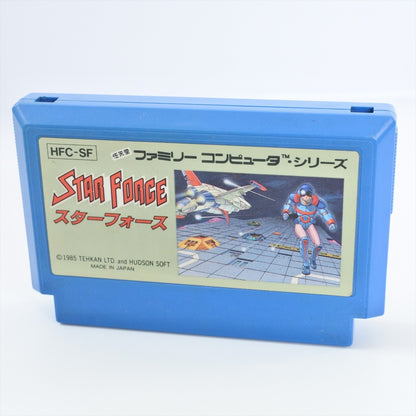 HFC-SF
任天堂 ファミリー コンピュータ™・シリーズ
STAR FORCE
スターフォース
©1985 TEHKAN LTD. and HUDSON SOFT
MADE IN JAPAN